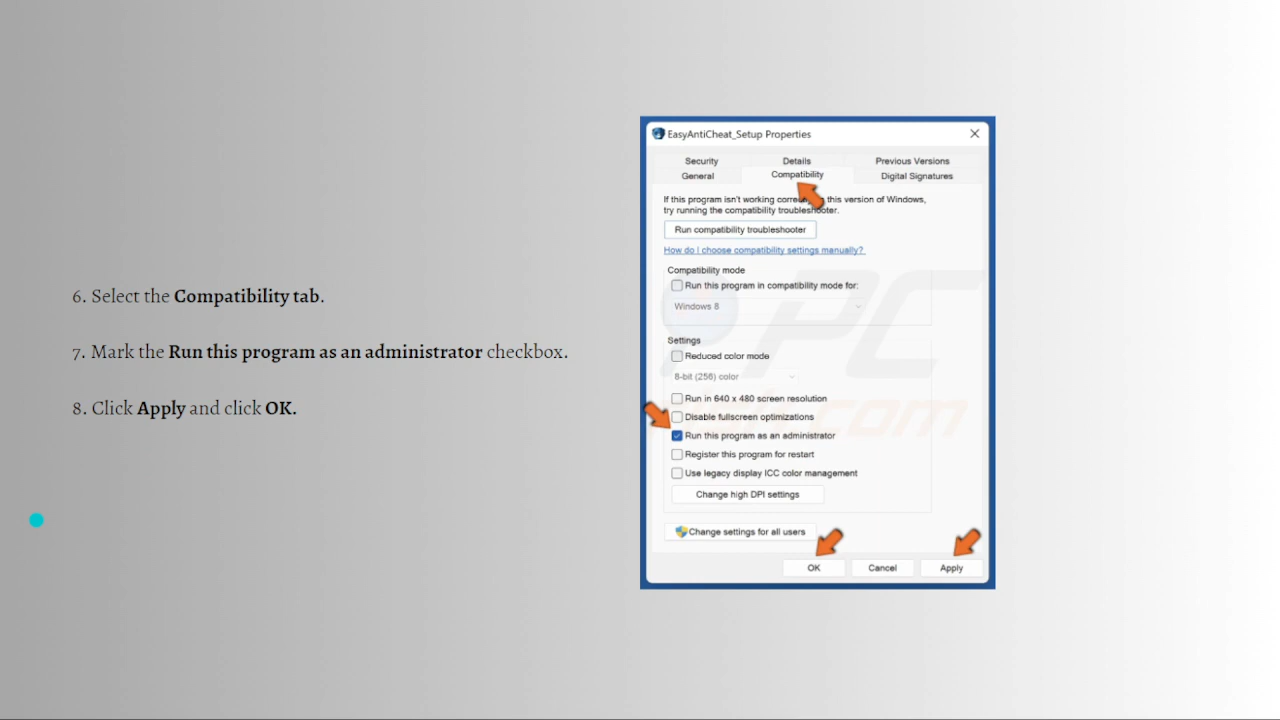 6. Select the Compatibility tab.
7. Mark the Run this program as an administrator checkbox.
8. Click Apply and click OK.
EasyAntiCheat_Setup Properties
Security Details Previous Versions
General Compatibility Digital Signatures
If this program isn't working this version of Windows,
try running the compatibility troubleshooter.
Run compatibility troubleshooter
How do I choose compatibility settings manually?
Compatibility mode
Run this program in compatibility mode for:
Windows 8
Settings
Reduced color mode
8-bit (256) color
Run in 640 x 480 screen resolution
Disable fullscreen optimizations
Run this program as an administrator
Register this program for restart
Use legacy display ICC color management
Change high DPI settings
Change settings for all users
OK Cancel Apply
PC
.com